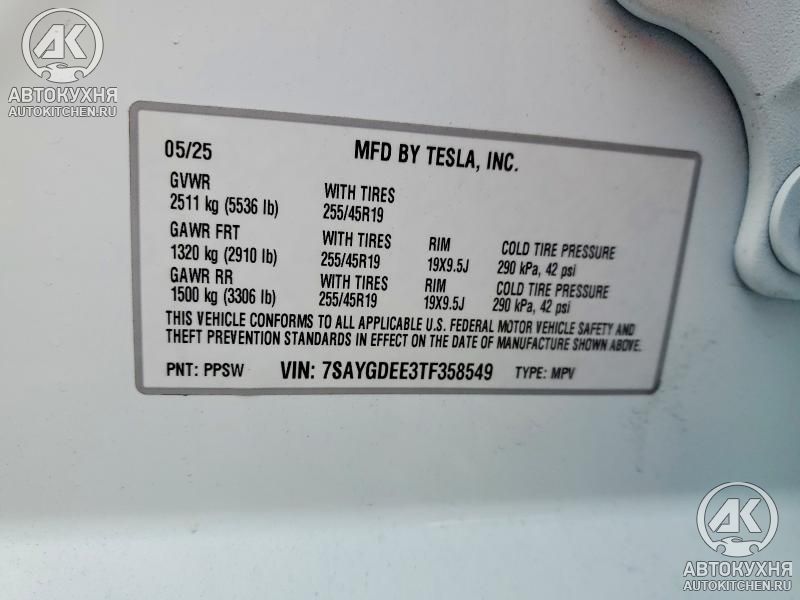 АК
АВТОКУХНЯ
AUTOKITCHEN.RU
05/25 MFD BY TESLA, INC.
GVWR WITH TIRES
2511 kg (5536 lb) 255/45R19
GAWR FRT WITH TIRES RIM COLD TIRE PRESSURE
1320 kg (2910 lb) 255/45R19 19X9.5J 290 kPa, 42 psi
GAWR RR WITH TIRES RIM COLD TIRE PRESSURE
1500 kg (3306 lb) 255/45R19 19X9.5J 290 kPa, 42 psi
THIS VEHICLE CONFORMS TO ALL APPLICABLE U.S. FEDERAL MOTOR VEHICLE SAFETY AND
THEFT PREVENTION STANDARDS IN EFFECT ON THE DATE OF MANUFACTURE SHOWN ABOVE.
PNT: PPSW VIN: 7SAYGDEE3TF358549 TYPE: MPV
АК
АВТОКУХНЯ
AUTOKITCHEN.RU